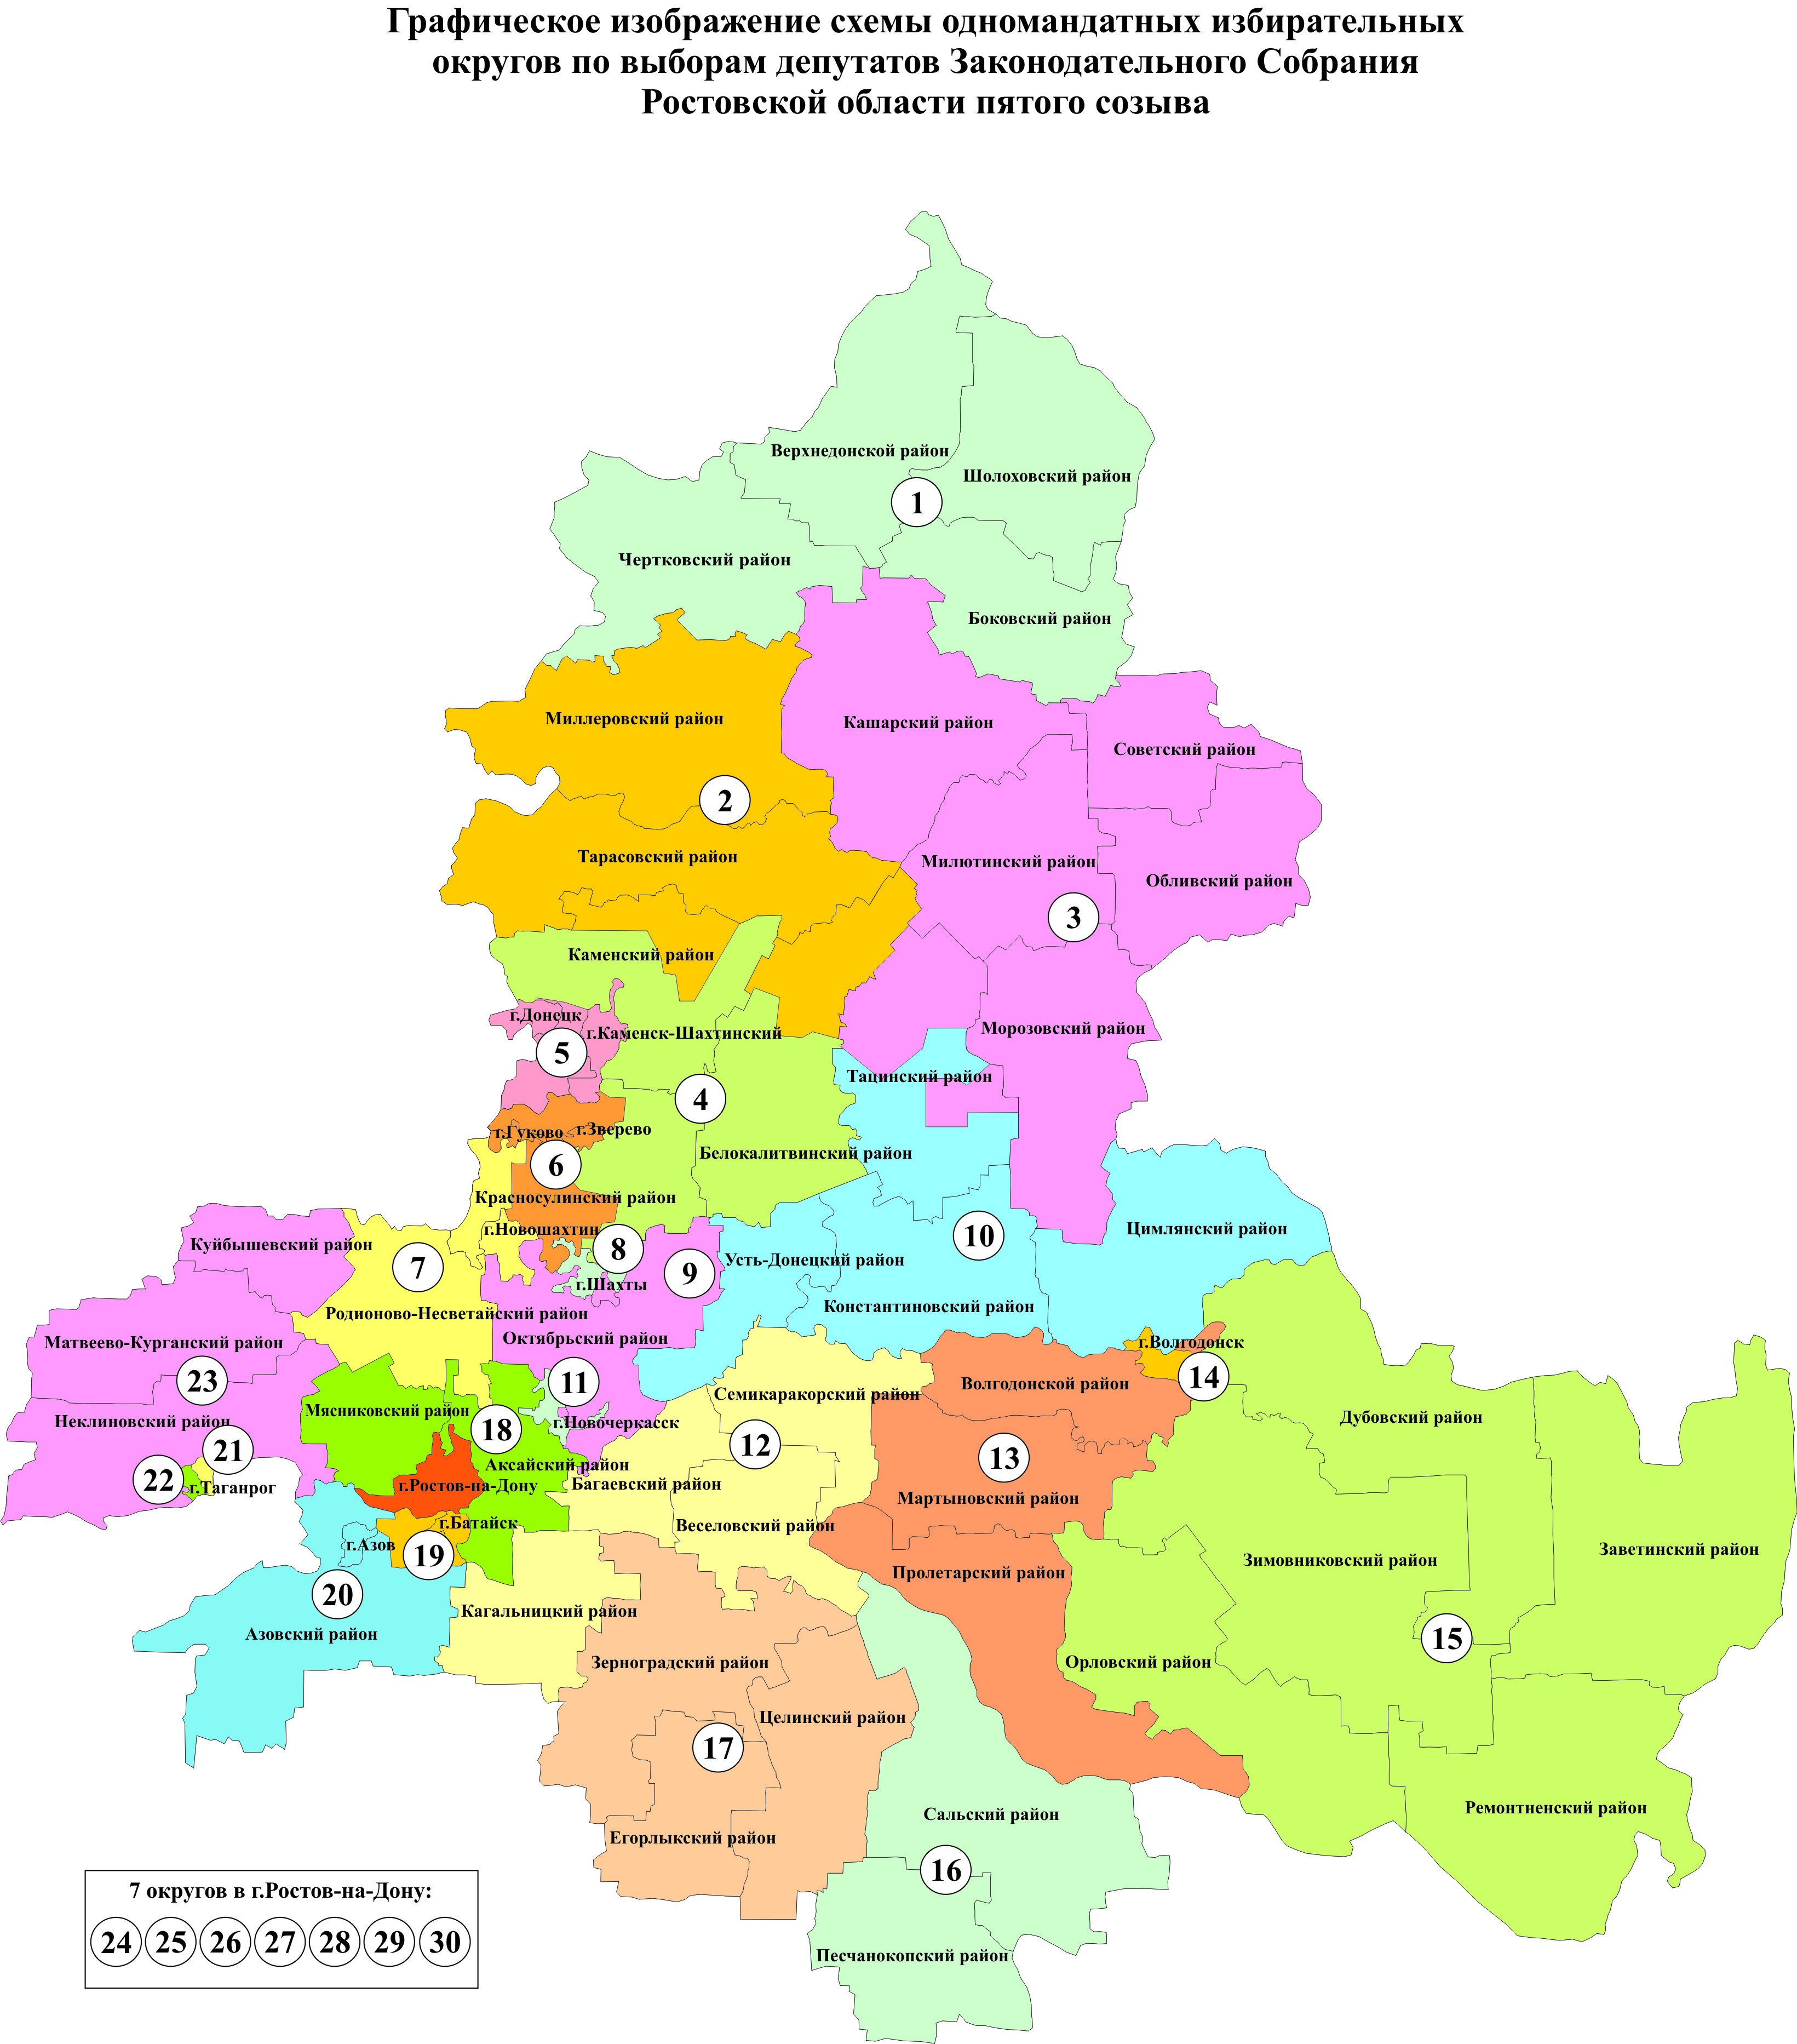 Графическое изображение схемы одномандатных избирательных
округов по выборам депутатов Законодательного Собрания
Ростовской области пятого созыва
Верхнедонской район
Шолоховский район
1
Чертковский район
Боковский район
Миллеровский район
Кашарский район
Советский район
2
Тарасовский район
Милютинский район
Обливский район
3
Каменский район
г.Донецк
Морозовский район
г.Каменск-Шахтинский
5
Тацинский район
4
г.Гуково
г.Зверево
Белокалитвинский район
6
Красносулинский район
г.Новошахтин
Цимлянский район
10
Куйбышевский район
8
Усть-Донецкий район
7
9
г.Шахты
Константиновский район
Родионово-Несветайский район
Октябрьский район
Матвеево-Курганский район
г.Волгодонск
23
11
14
Волгодонской район
Семикаракорский район
Мясниковский район
Дубовский район
Неклиновский район
г.Новочеркасск
18
21
12
13
Аксайский район
22
г.Таганрог
г.Ростов-на-Дону
Багаевский район
Мартыновский район
г.Батайск
Веселовский район
г.Азов
19
Заветинский район
Зимовниковский район
Пролетарский район
20
Кагальницкий район
Азовский район
15
Зерноградский район
Орловский район
Целинский район
17
Ремонтненский район
Сальский район
Егорлыкский район
16
7 округов в г.Ростов-на-Дону:
24 25 26 27 28 29 30
Песчанокопский район